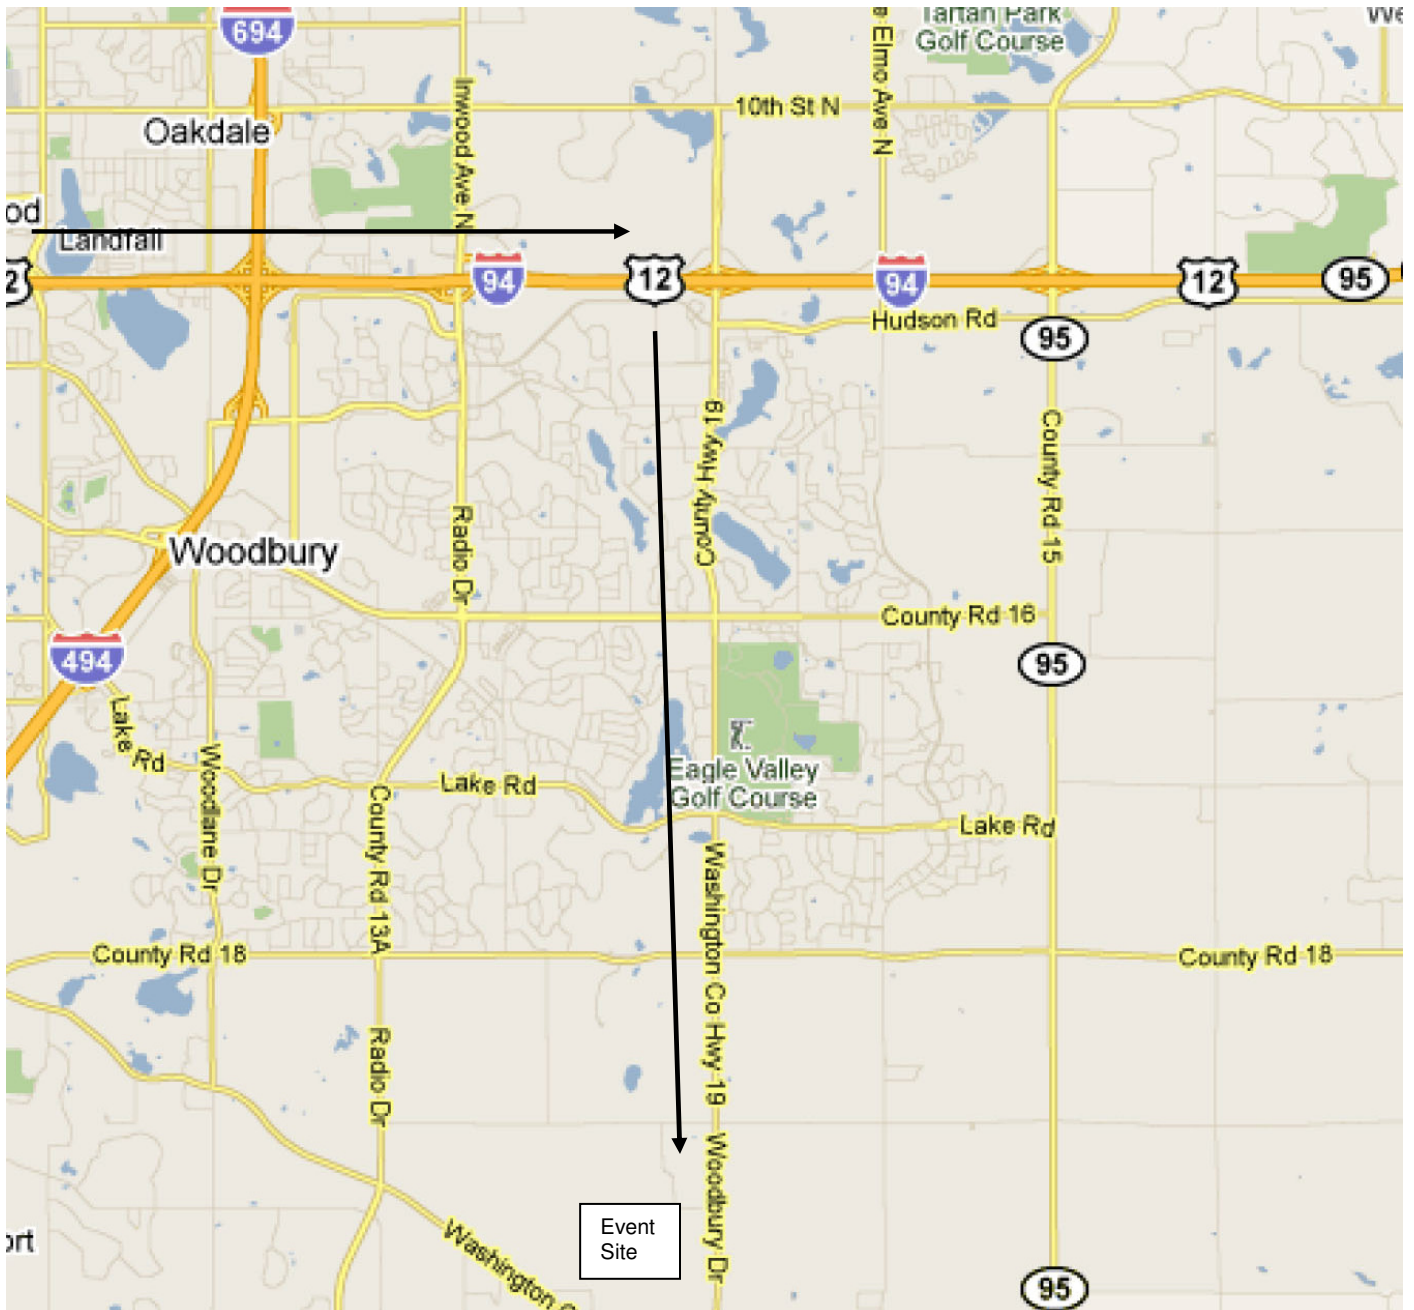 Tartan Park
Golf Course
We
694
e Elmo Ave N
Inwood Ave N
10th St N
Oakdale
od
Landfall
2
94
12
94
12
95
Hudson Rd
95
County Hwy 19
County Rd 15
Radio Dr
Woodbury
County Rd 16
494
95
Lake Rd
Woodlane Dr
Lake Rd
Eagle Valley
Golf Course
County Rd 13A
Lake Rd
Washington Co Hwy 19
County Rd 18
County Rd 18
Radio Dr
Woodbury Dr
Event
Site
ort
Washington C
95